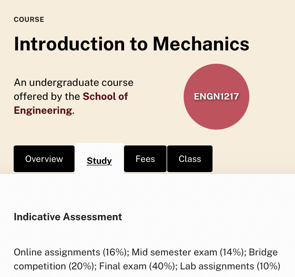 COURSE
Introduction to Mechanics
An undergraduate course
offered by the School of
Engineering.
ENGN1217
Overview
Study
Fees
Class
Indicative Assessment
Online assignments (16%); Mid semester exam (14%); Bridge
competition (20%); Final exam (40%); Lab assignments (10%)